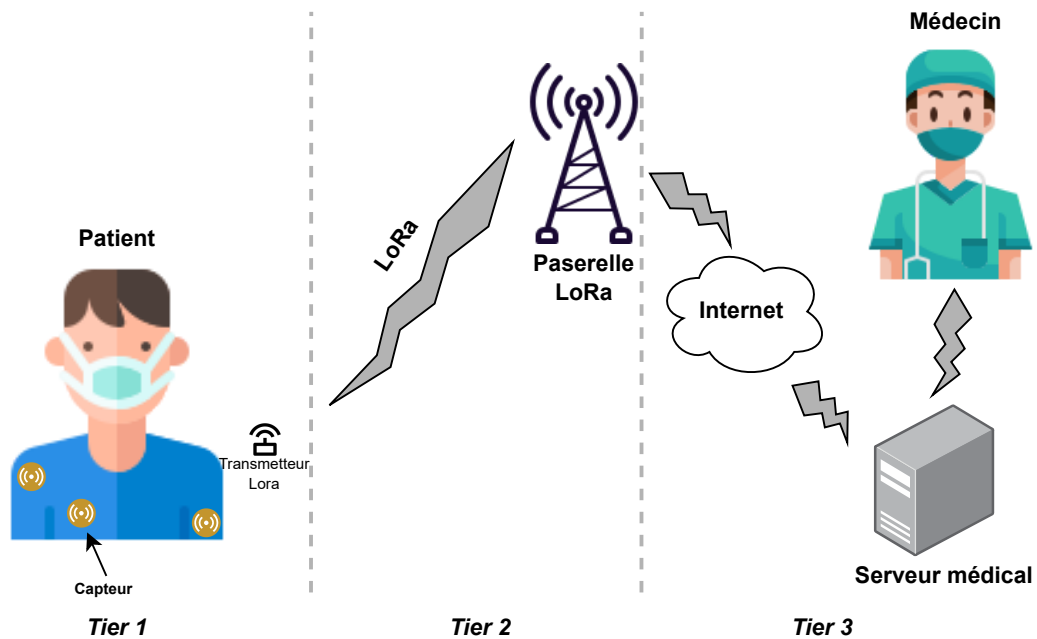 Médecin
Patient
LoRa
Paserelle
LoRa
Internet
Transmetteur
Lora
Capteur
Serveur médical
Tier 1
Tier 2
Tier 3